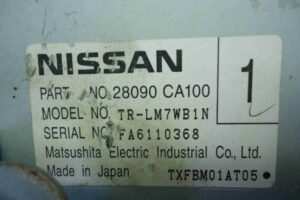 NISSAN
1
PART NO. 28090 CA100
MODEL NO. TR-LM7WB1N
SERIAL NO. FA6110368
Matsushita Electric Industrial Co., Ltd.
Made in Japan TXFBM01AT05